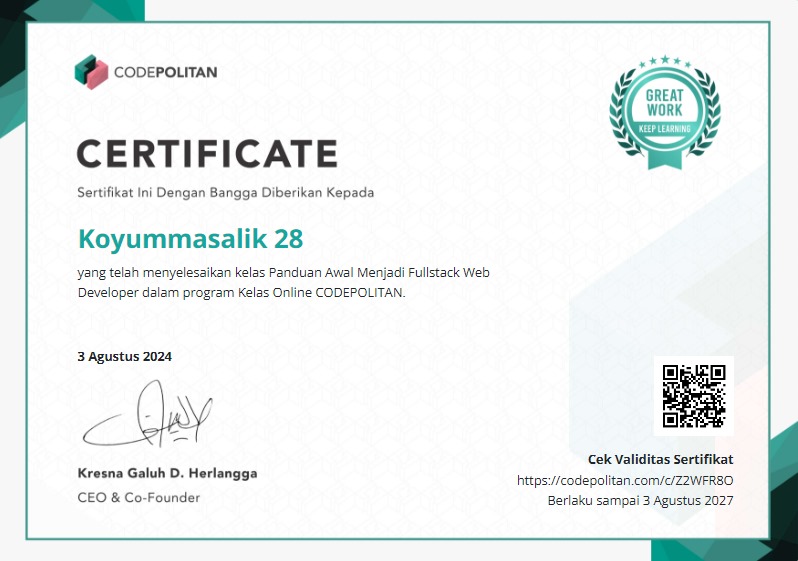 CODEPOLITAN
GREAT
WORK
KEEP LEARNING
CERTIFICATE
Sertifikat Ini Dengan Bangga Diberikan Kepada
Koyummasalik 28
yang telah menyelesaikan kelas Panduan Awal Menjadi Fullstack Web
Developer dalam program Kelas Online CODEPOLITAN.
3 Agustus 2024
Kresna Galuh D. Herlangga
CEO & Co-Founder
Cek Validitas Sertifikat
https://codepolitan.com/c/Z2WFR8O
Berlaku sampai 3 Agustus 2027